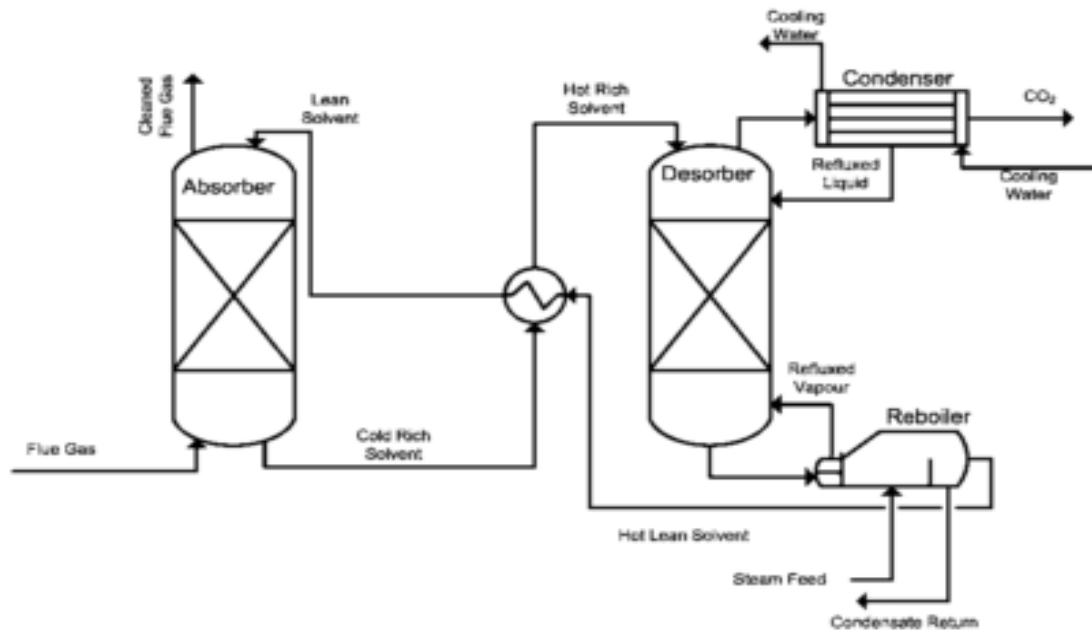 Cooling
Water
Condenser
CO₂
Cleaned
Flue Gas
Lean
Solvent
Hot Rich
Solvent
Absorber
Desorber
Refluxed
Liquid
Cooling
Water
Refluxed
Vapour
Reboiler
Flue Gas
Cold Rich
Solvent
Hot Lean Solvent
Steam Feed
Condensate Return